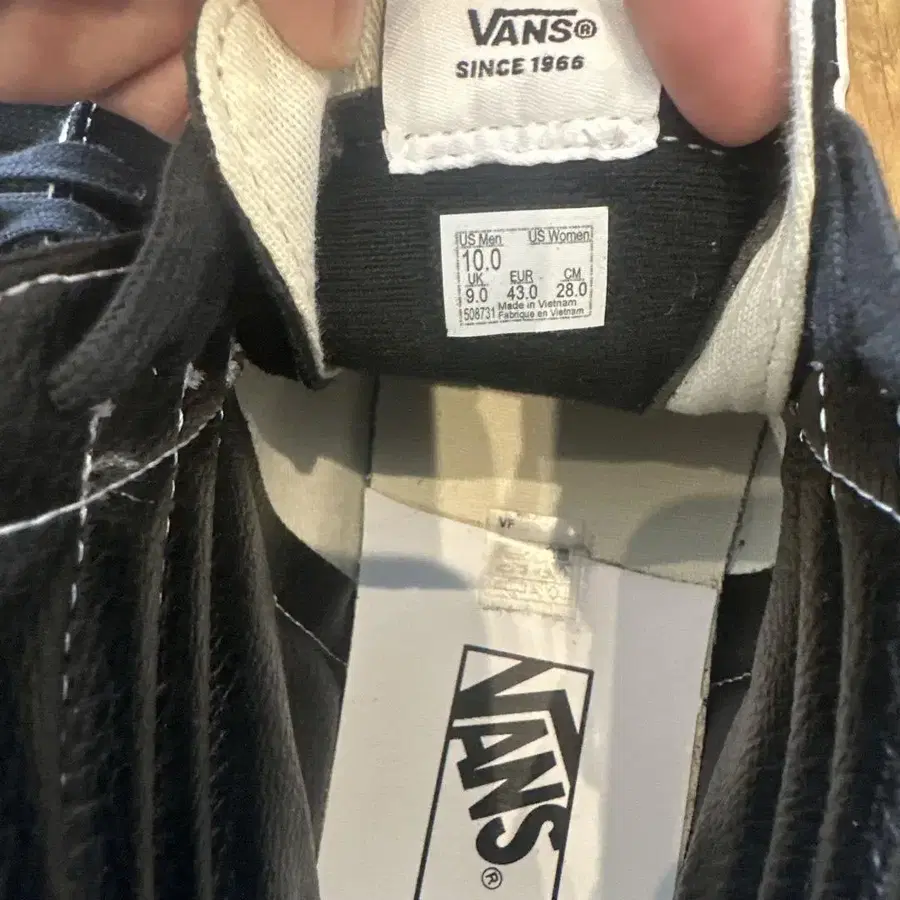 VANS®
SINCE 1966
US Men US Women
10.0
UK EUR CM
9.0 43.0 28.0
508731 Made in Vietnam
Fabriqué en Vietnam
VF
VANS®